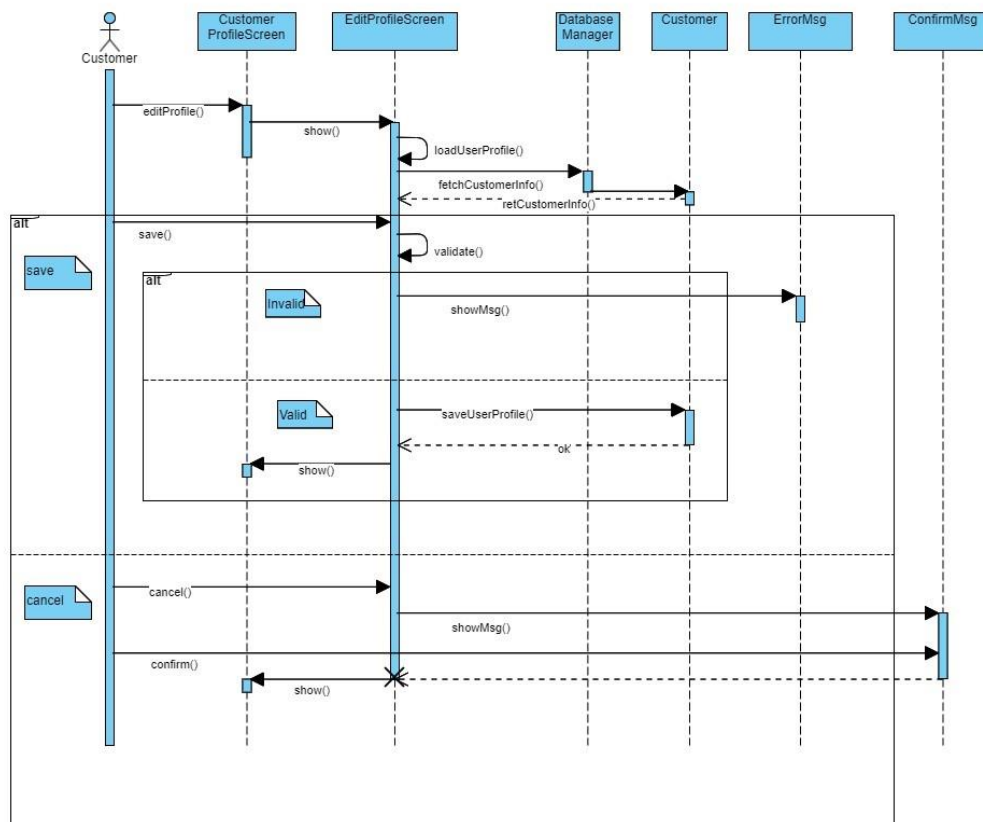 Customer
ProfileScreen
EditProfileScreen
Database
Manager
Customer
ErrorMsg
ConfirmMsg
Customer
editProfile()
show()
loadUserProfile()
fetchCustomerInfo()
retCustomerInfo()
alt
save()
validate()
save
alt
Invalid
showMsg()
Valid
saveUserProfile()
ok
show()
cancel()
cancel
showMsg()
confirm()
show()